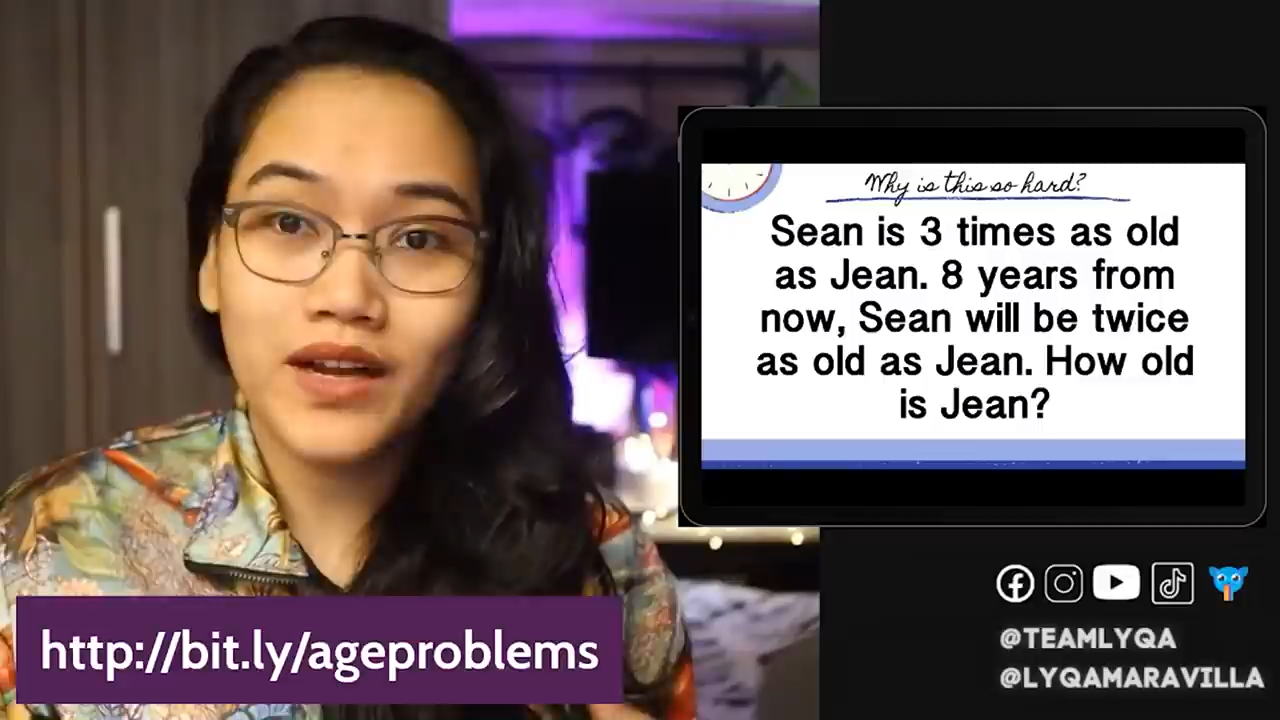 Why is this so hard?
Sean is 3 times as old
as Jean. 8 years from
now, Sean will be twice
as old as Jean. How old
is Jean?
http://bit.ly/ageproblems
@TEAMLYQA
@LYQAMARAVILLA